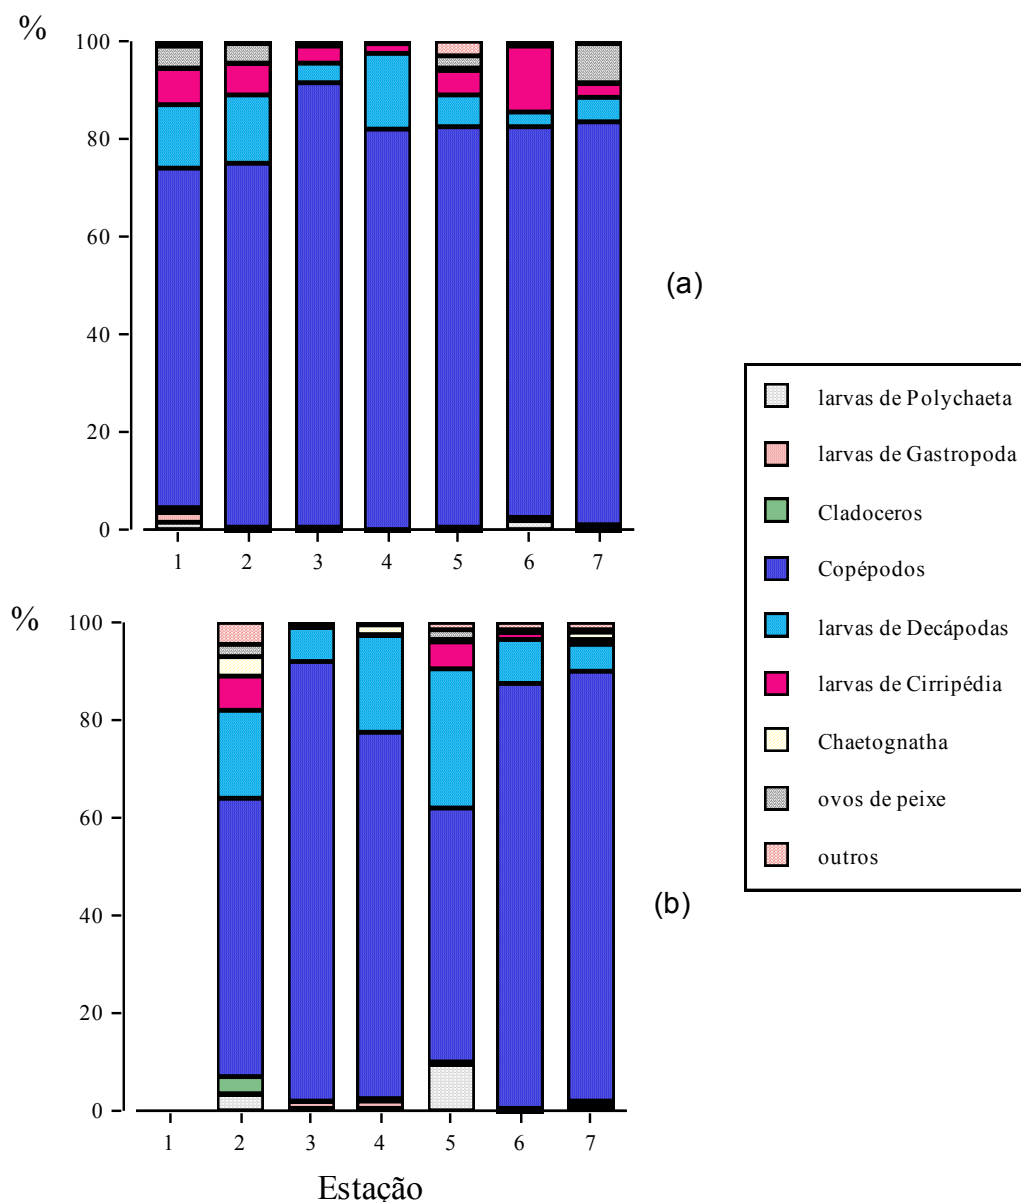 %
100
80
60
40
20
0
1 2 3 4 5 6 7
(a)
%
100
80
60
40
20
0
1 2 3 4 5 6 7
Estação
(b)
larvas de Polychaeta
larvas de Gastropoda
Cladoceros
Copépodos
larvas de Decápodas
larvas de Cirripédia
Chaetognatha
ovos de peixe
outros